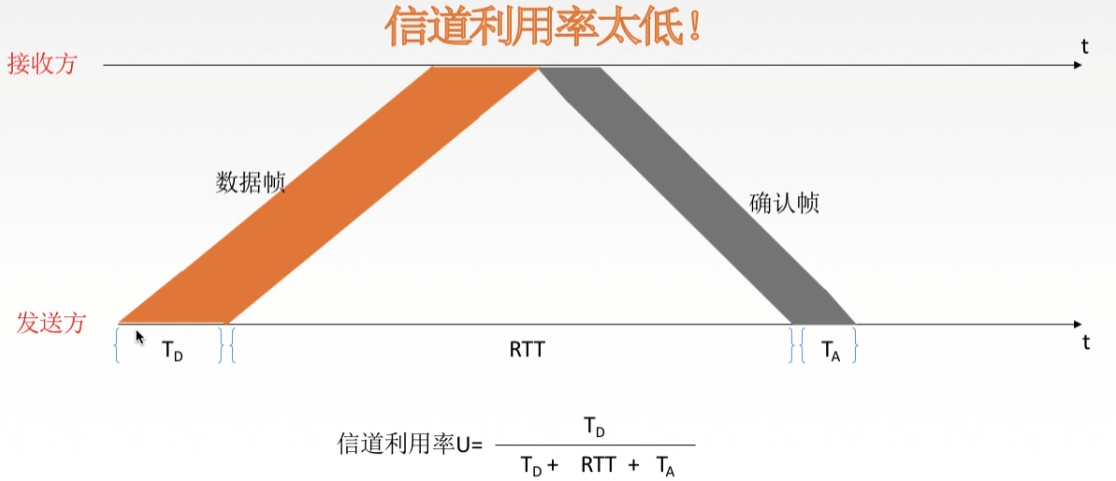 信道利用率太低！
t
接收方
数据帧
确认帧
发送方
t
T_D RTT T_A
信道利用率U= T_D
T_D + RTT + T_A